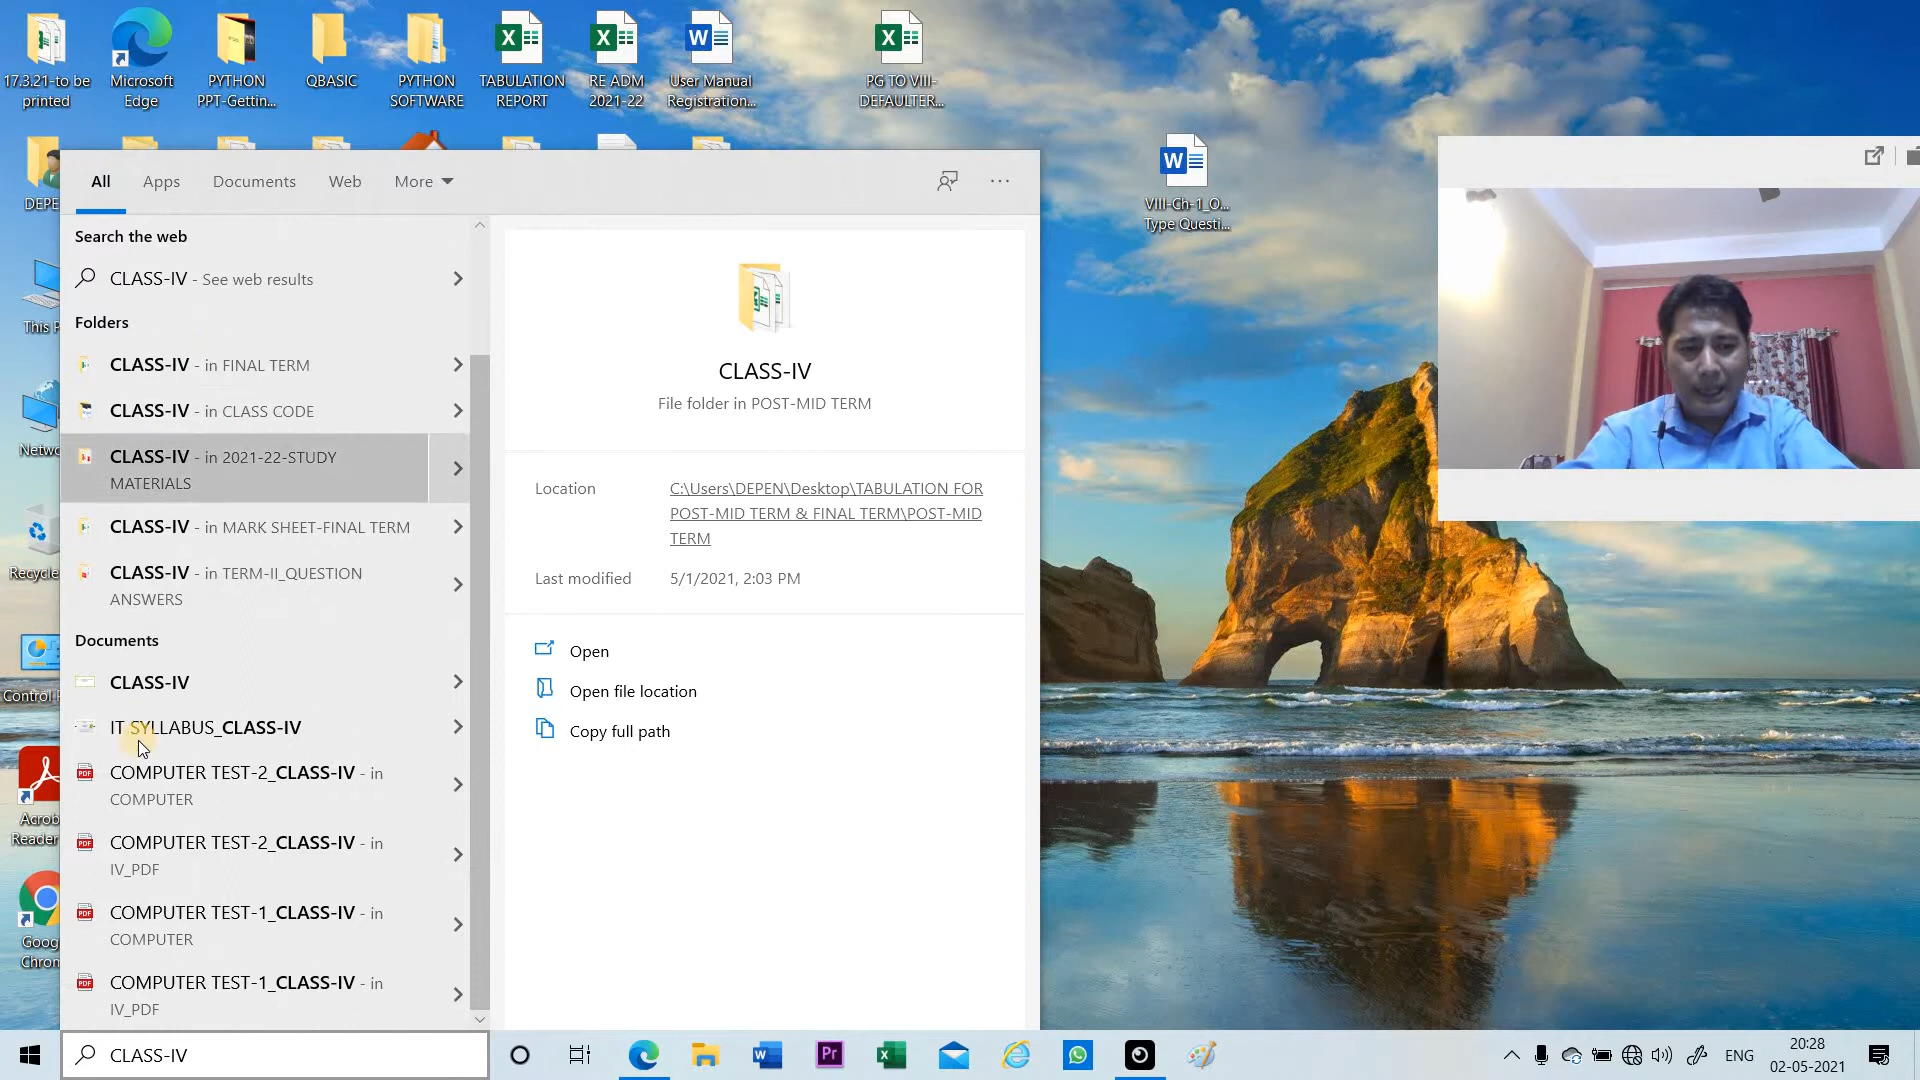 17.3.21-to be
printed
Microsoft
Edge
PYTHON
PPT-Gettin...
QBASIC
PYTHON
SOFTWARE
TABULATION
REPORT
RE ADM
2021-22
User Manual
Registration...
PG TO VIII-
DEFAULTER...
VIII-Ch-1_O...
Type Questi...
All
Apps
Documents
Web
More
Search the web
CLASS-IV - See web results
Folders
CLASS-IV - in FINAL TERM
CLASS-IV - in CLASS CODE
CLASS-IV - in 2021-22-STUDY
MATERIALS
CLASS-IV - in MARK SHEET-FINAL TERM
CLASS-IV - in TERM-II_QUESTION
ANSWERS
Documents
CLASS-IV
IT SYLLABUS_CLASS-IV
COMPUTER TEST-2_CLASS-IV - in
COMPUTER
COMPUTER TEST-2_CLASS-IV - in
IV_PDF
COMPUTER TEST-1_CLASS-IV - in
COMPUTER
COMPUTER TEST-1_CLASS-IV - in
IV_PDF
CLASS-IV
File folder in POST-MID TERM
Location
C:\Users\DEPEN\Desktop\TABULATION FOR
POST-MID TERM & FINAL TERM\POST-MID
TERM
Last modified
5/1/2021, 2:03 PM
Open
Open file location
Copy full path
DEPE
This P
Netwo
Recycle
Control P
Acrob
Reader
Goog
Chron
CLASS-IV
ENG
20:28
02-05-2021